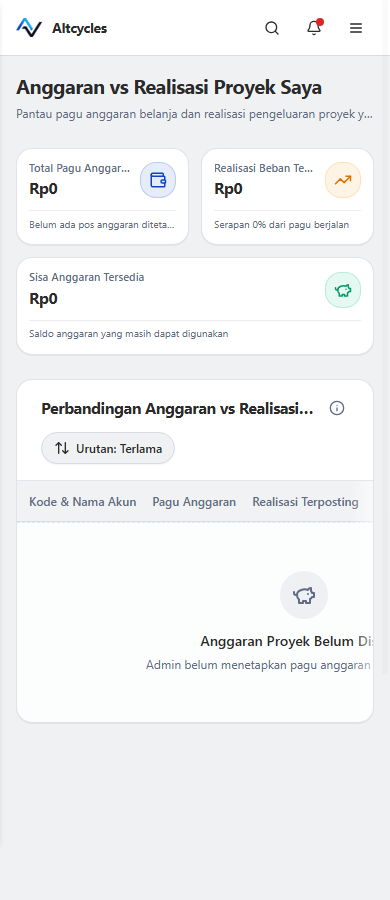 Altcycles
Anggaran vs Realisasi Proyek Saya
Pantau pagu anggaran belanja dan realisasi pengeluaran proyek y...
Total Pagu Anggar...
Rp0
Belum ada pos anggaran diteta...
Realisasi Beban Te...
Rp0
Serapan 0% dari pagu berjalan
Sisa Anggaran Tersedia
Rp0
Saldo anggaran yang masih dapat digunakan
Perbandingan Anggaran vs Realisasi...
Urutan: Terlama
Kode & Nama Akun Pagu Anggaran Realisasi Terposting
Anggaran Proyek Belum Di
Admin belum menetapkan pagu anggaran